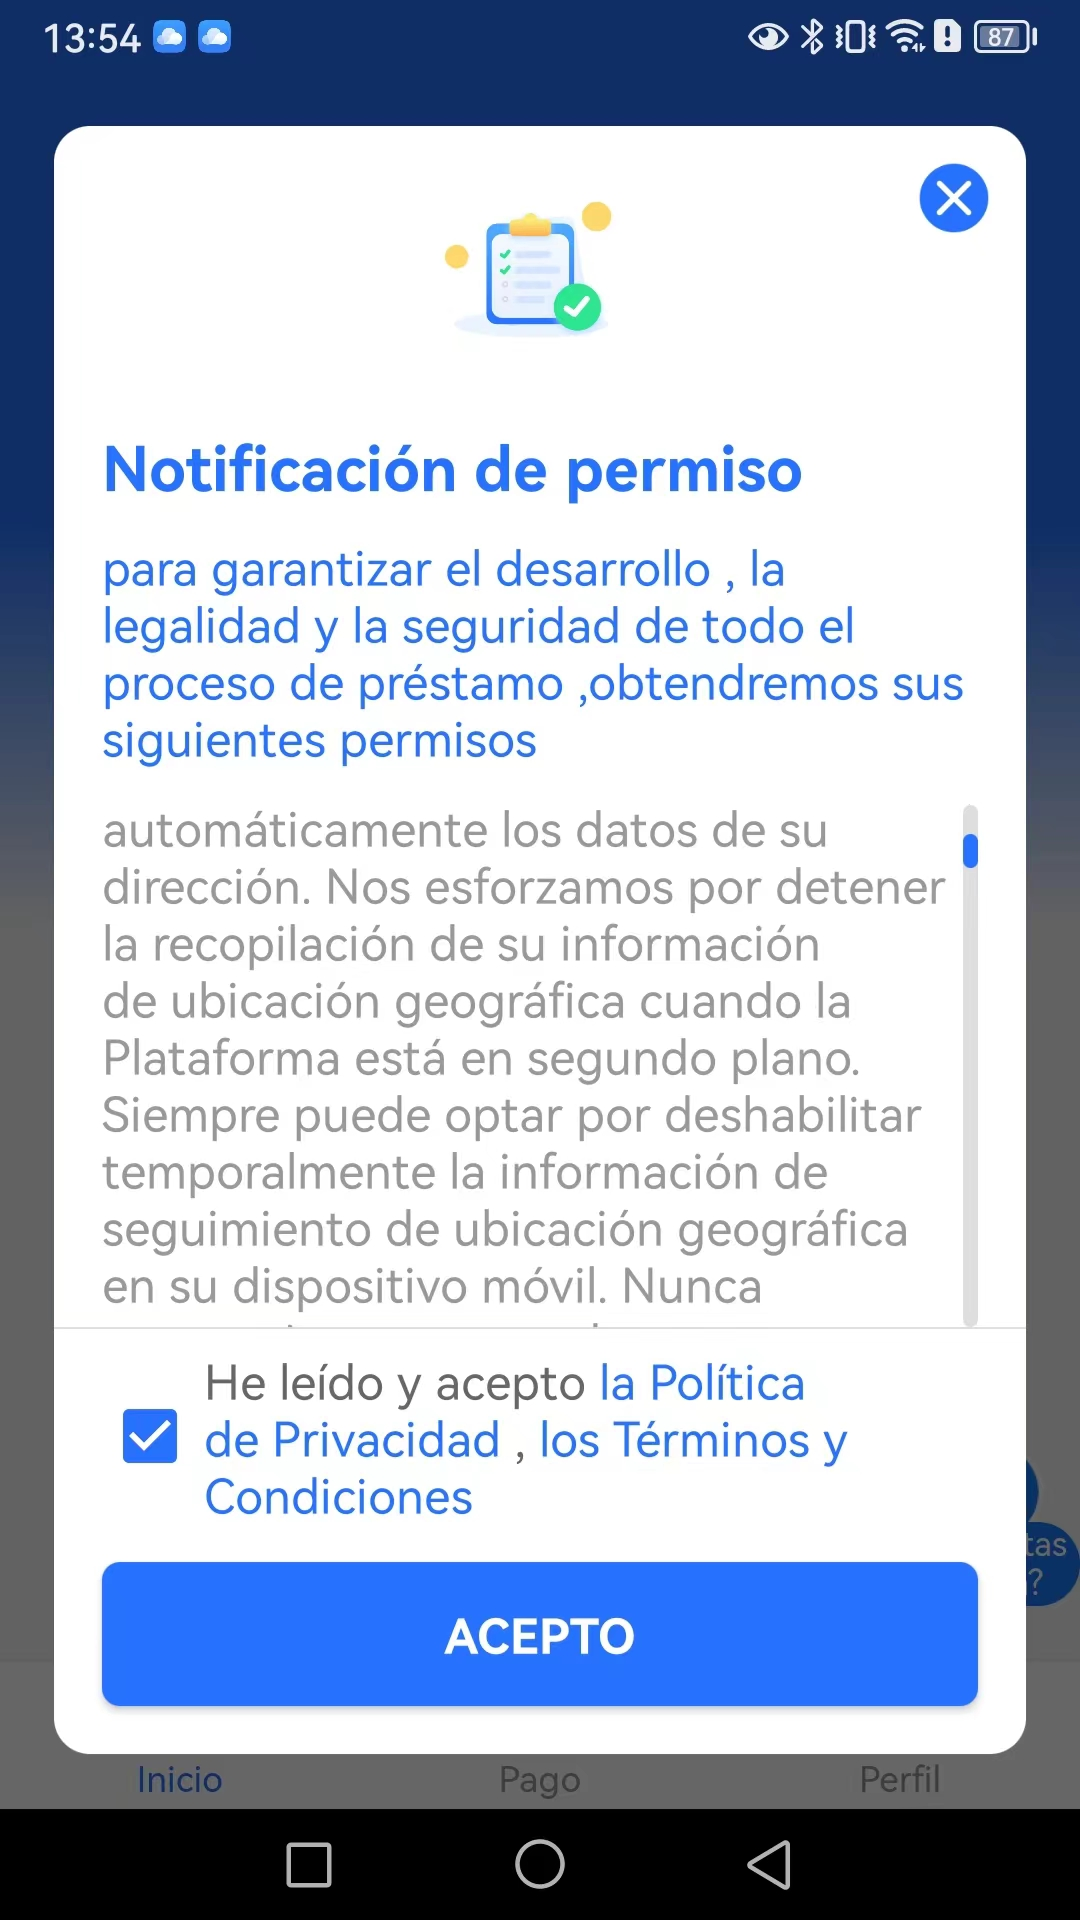 13:54
87
Notificación de permiso
para garantizar el desarrollo , la
legalidad y la seguridad de todo el
proceso de préstamo ,obtendremos sus
siguientes permisos
automáticamente los datos de su
dirección. Nos esforzamos por detener
la recopilación de su información
de ubicación geográfica cuando la
Plataforma está en segundo plano.
Siempre puede optar por deshabilitar
temporalmente la información de
seguimiento de ubicación geográfica
en su dispositivo móvil. Nunca
He leído y acepto la Política
de Privacidad , los Términos y
Condiciones
tas
?
ACEPTO
Inicio
Pago
Perfil